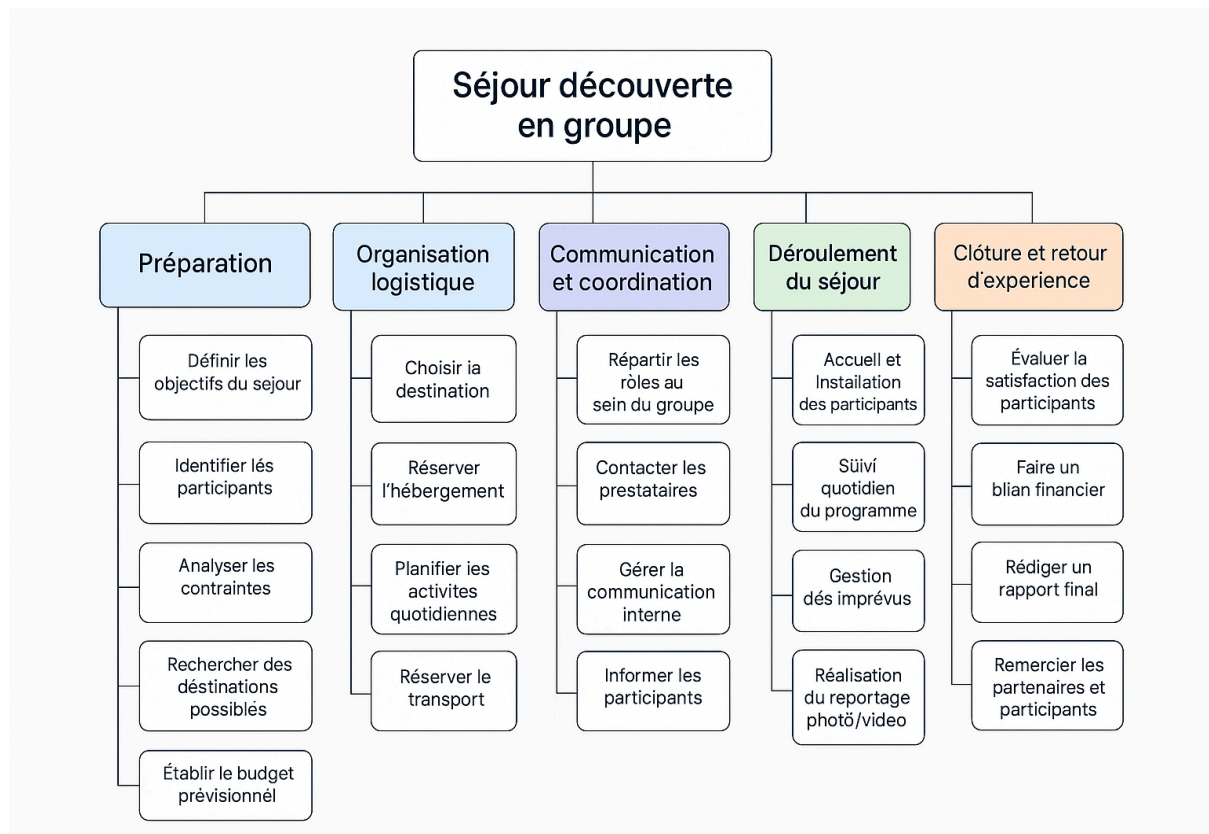 Séjour découverte
en groupe
Préparation
Définir les
objectifs du sejour
Identifier lés
participants
Analyser les
contraintes
Rechercher des
déstinations
possiblés
Établir le budget
prévisionnél
Organisation
logistique
Choisir ia
destination
Réserver
l'hébergement
Planifier ies
activites
quotidiennes
Réserver le
transport
Communication
et coordination
Répartir les
ròles au
sein du groupe
Contacter les
prestataires
Gérer la
communication
interne
Informer les
participants
Déroulement
du séjour
Accuell et
Instailation
des participants
Süiví
quotidien
du programme
Gestion
dés imprévus
Réalisation
du reportage
photö/video
Clóture et retour
d'experience
Évaluer la
satisfaction des
participants
Faire un
blian financier
Rédiger un
rapport final
Remercier les
partenaires et
participants